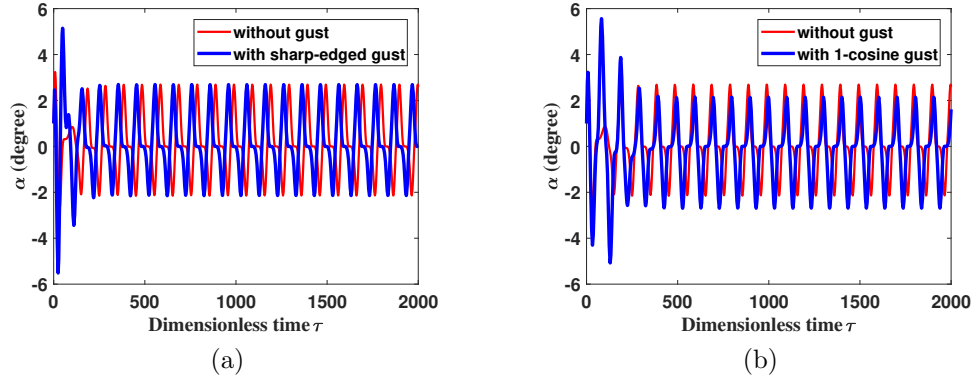 6
4
2
0
-2
-4
-6
α (degree)
without gust
with sharp-edged gust
0 500 1000 1500 2000
Dimensionless time τ
(a)
6
4
2
0
-2
-4
-6
α (degree)
without gust
with 1-cosine gust
0 500 1000 1500 2000
Dimensionless time τ
(b)